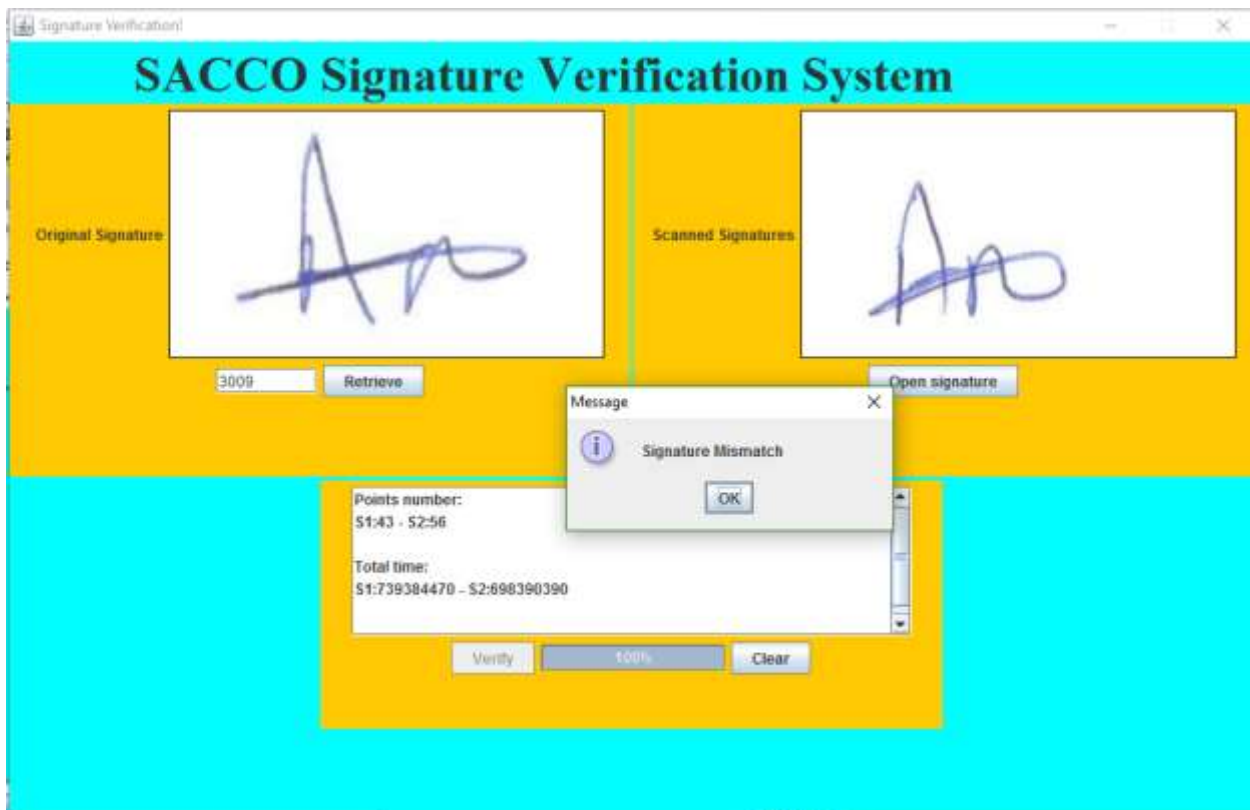 Signature Verification!
SACCO Signature Verification System
Original Signature
Scanned Signatures
3009 Retrieve
Open signature
Message
Signature Mismatch
OK
Points number:
S1:43 - S2:56
Total time:
S1:739384470 - S2:698390390
Verify 100% Clear